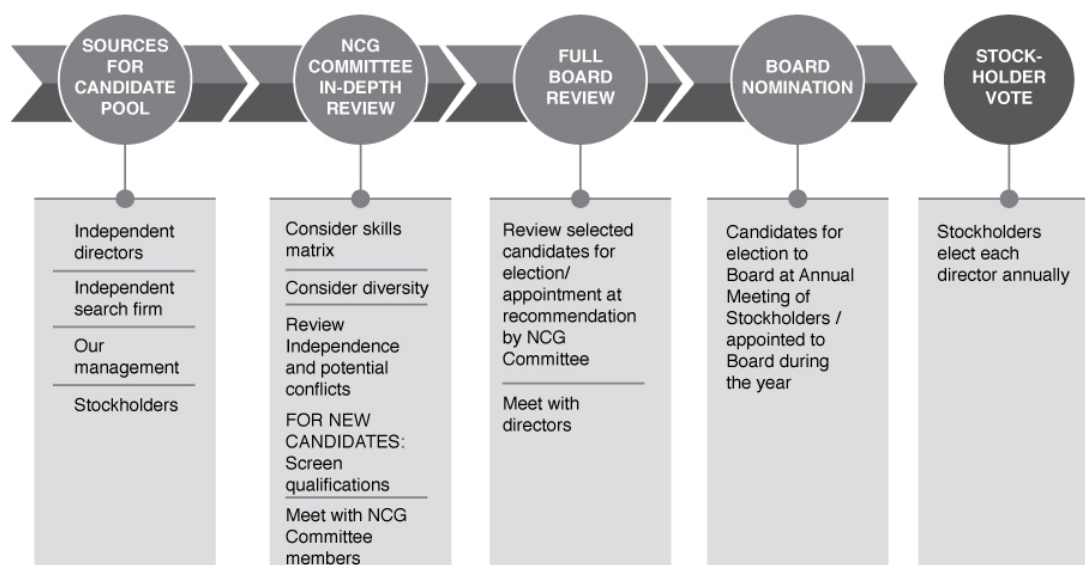 SOURCES
FOR
CANDIDATE
POOL
NCG
COMMITTEE
IN-DEPTH
REVIEW
FULL
BOARD
REVIEW
BOARD
NOMINATION
STOCK-
HOLDER
VOTE
Independent
directors
Independent
search firm
Our
management
Stockholders
Consider skills
matrix
Consider diversity
Review
Independence
and potential
conflicts
FOR NEW
CANDIDATES:
Screen
qualifications
Meet with NCG
Committee
members
Review selected
candidates for
election/
appointment at
recommendation
by NCG
Committee
Meet with
directors
Candidates for
election to
Board at Annual
Meeting of
Stockholders /
appointed to
Board during
the year
Stockholders
elect each
director annually